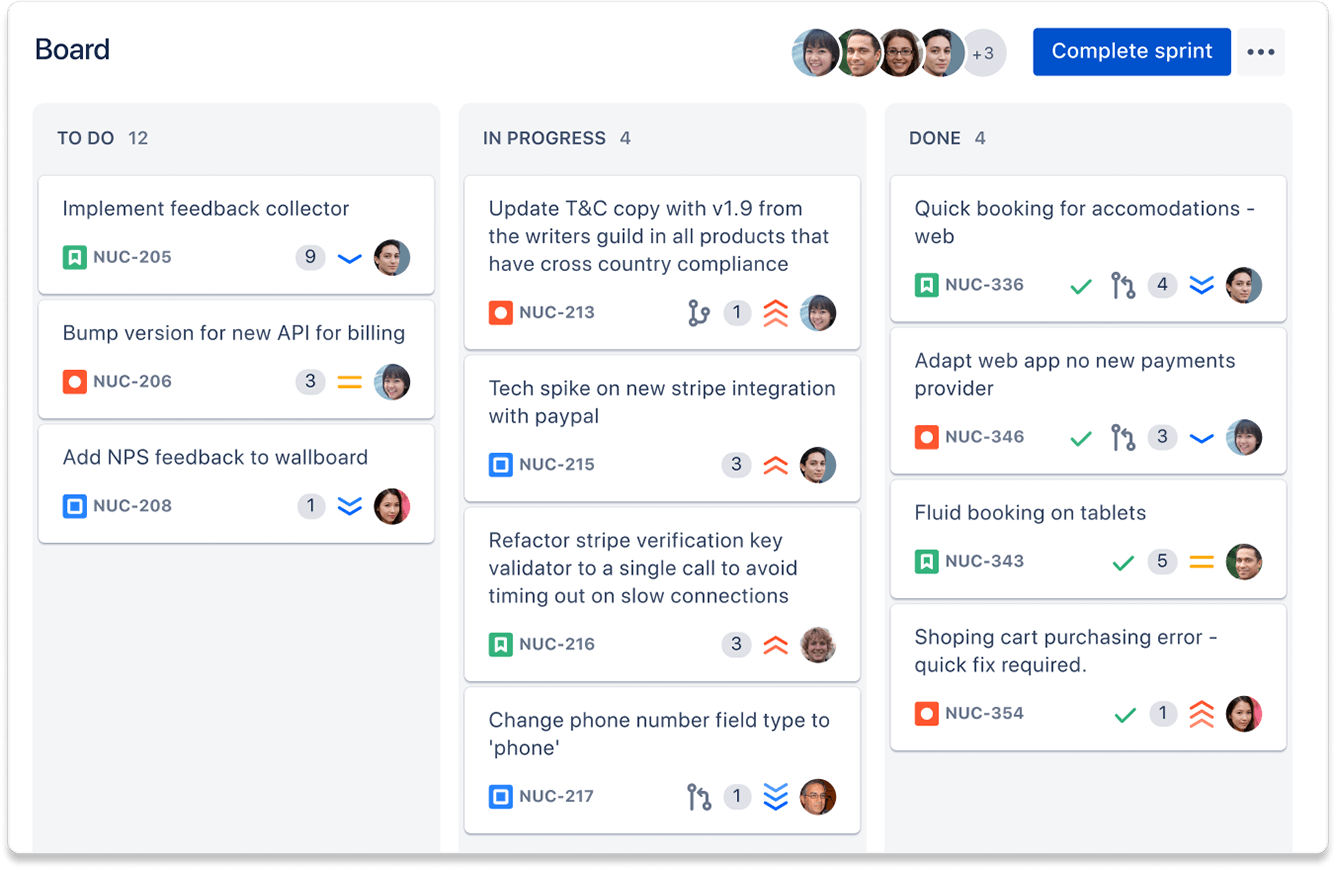 Board
+3
Complete sprint
TO DO 12
Implement feedback collector
NUC-205
9
Bump version for new API for billing
NUC-206
3
Add NPS feedback to wallboard
NUC-208
1
IN PROGRESS 4
Update T&C copy with v1.9 from
the writers guild in all products that
have cross country compliance
NUC-213
1
Tech spike on new stripe integration
with paypal
NUC-215
3
Refactor stripe verification key
validator to a single call to avoid
timing out on slow connections
NUC-216
3
Change phone number field type to
'phone'
NUC-217
1
DONE 4
Quick booking for accomodations -
web
NUC-336
4
Adapt web app no new payments
provider
NUC-346
3
Fluid booking on tablets
NUC-343
5
Shoping cart purchasing error -
quick fix required.
NUC-354
1